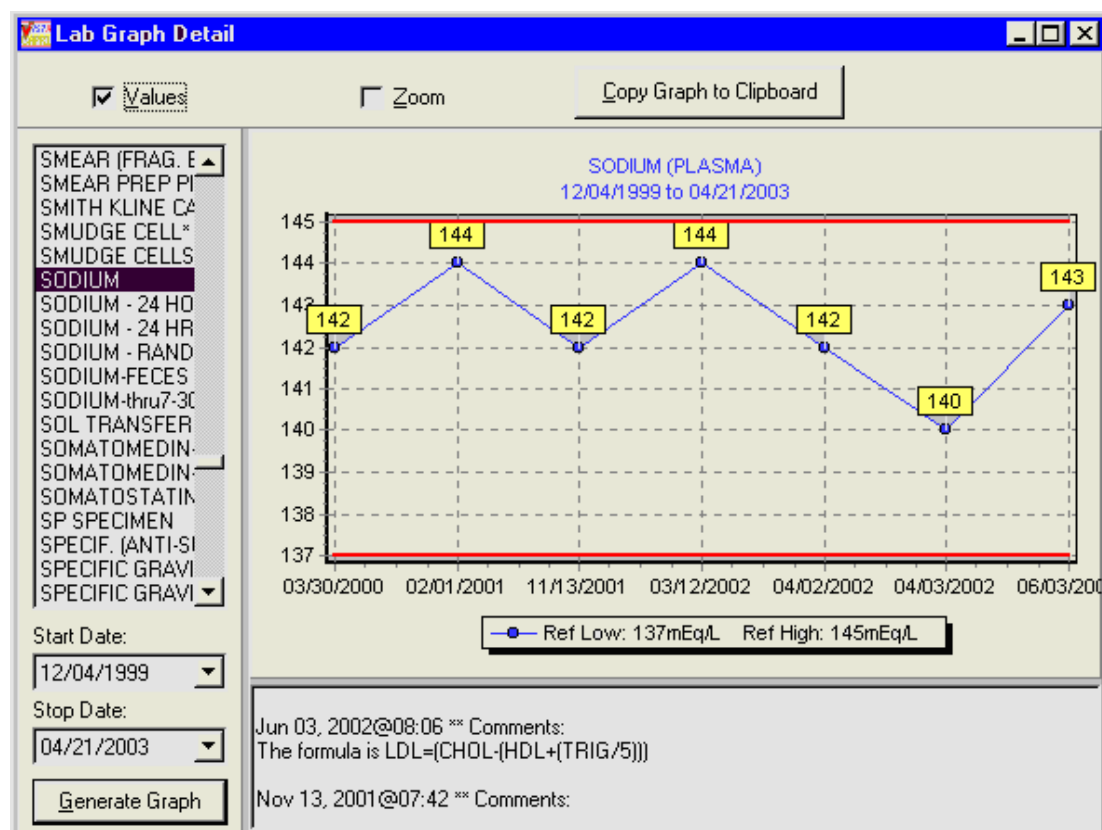 Lab Graph Detail
Values
Zoom
Copy Graph to Clipboard
SMEAR (FRAG. E
SMEAR PREP PI
SMITH KLINE CA
SMUDGE CELL*
SMUDGE CELLS
SODIUM
SODIUM - 24 HO
SODIUM - 24 HR
SODIUM - RAND
SODIUM-FECES
SODIUM-thru7-30
SOL TRANSFER
SOMATOMEDIN-
SOMATOMEDIN-
SOMATOSTATIN
SP SPECIMEN
SPECIF. (ANTI-SI
SPECIFIC GRAVI
SPECIFIC GRAVI
Start Date:
12/04/1999
Stop Date:
04/21/2003
Generate Graph
SODIUM (PLASMA)
12/04/1999 to 04/21/2003
145
144
143
142
141
140
139
138
137
142
144
142
144
142
140
143
03/30/2000 02/01/2001 11/13/2001 03/12/2002 04/02/2002 04/03/2002 06/03/200
Ref Low: 137mEq/L Ref High: 145mEq/L
Jun 03, 2002@08:06 ** Comments:
The formula is LDL=(CHOL-(HDL+(TRIG/5)))
Nov 13, 2001@07:42 ** Comments: